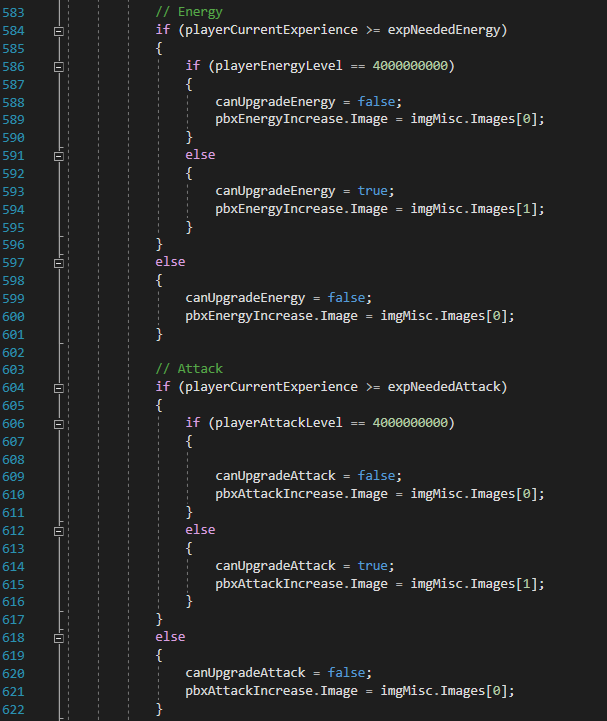 583 // Energy
584 if (playerCurrentExperience >= expNeededEnergy)
585 {
586 if (playerEnergyLevel == 4000000000)
587 {
588 canUpgradeEnergy = false;
589 pbxEnergyIncrease.Image = imgMisc.Images[0];
590 }
591 else
592 {
593 canUpgradeEnergy = true;
594 pbxEnergyIncrease.Image = imgMisc.Images[1];
595 }
596 }
597 else
598 {
599 canUpgradeEnergy = false;
600 pbxEnergyIncrease.Image = imgMisc.Images[0];
601 }
602
603 // Attack
604 if (playerCurrentExperience >= expNeededAttack)
605 {
606 if (playerAttackLevel == 4000000000)
607 {
608
609 canUpgradeAttack = false;
610 pbxAttackIncrease.Image = imgMisc.Images[0];
611 }
612 else
613 {
614 canUpgradeAttack = true;
615 pbxAttackIncrease.Image = imgMisc.Images[1];
616 }
617 }
618 else
619 {
620 canUpgradeAttack = false;
621 pbxAttackIncrease.Image = imgMisc.Images[0];
622 }